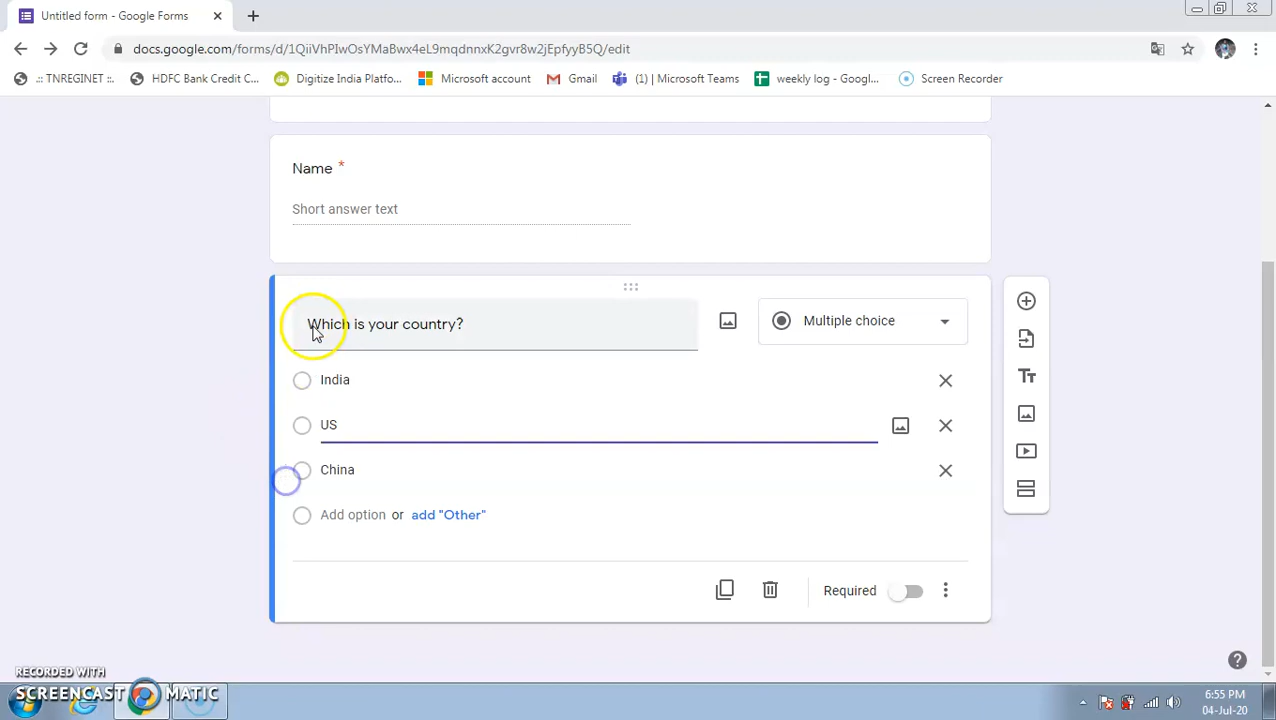 Untitled form - Google Forms
docs.google.com/forms/d/1QiiVhPIwOsYMaBwx4eL9mqdnnxK2gvr8w2jEpfyyB5Q/edit
.:: TNREGINET ::.
HDFC Bank Credit C...
Digitize India Platfo...
Microsoft account
Gmail
(1) | Microsoft Teams
weekly log - Googl...
Screen Recorder
Name *
Short answer text
Which is your country?
Multiple choice
India
US
China
Add option or add "Other"
Required
TT
RECORDED WITH
SCREENCAST MATIC
6:55 PM
04-Jul-20